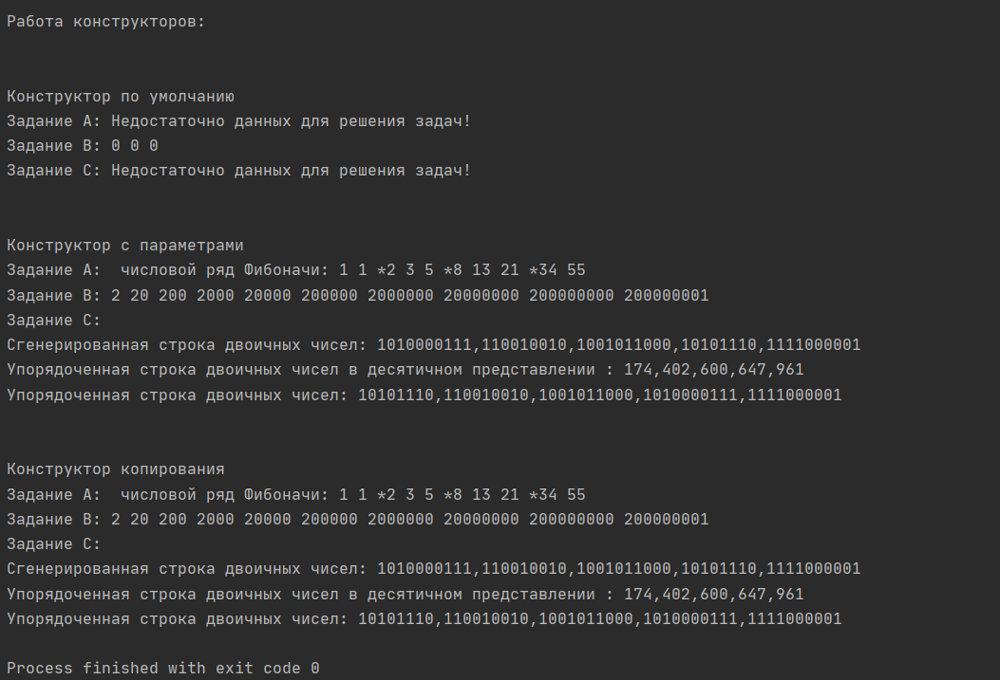 Работа конструкторов:
Конструктор по умолчанию
Задание A: Недостаточно данных для решения задач!
Задание B: 0 0 0
Задание C: Недостаточно данных для решения задач!
Конструктор с параметрами
Задание A:  числовой ряд Фибоначи: 1 1 *2 3 5 *8 13 21 *34 55
Задание B: 2 20 200 2000 20000 200000 2000000 20000000 200000000 200000001
Задание C:
Сгенерированная строка двоичных чисел: 1010000111,110010010,1001011000,10101110,1111000001
Упорядоченная строка двоичных чисел в десятичном представлении : 174,402,600,647,961
Упорядоченная строка двоичных чисел: 10101110,110010010,1001011000,1010000111,1111000001
Конструктор копирования
Задание A:  числовой ряд Фибоначи: 1 1 *2 3 5 *8 13 21 *34 55
Задание B: 2 20 200 2000 20000 200000 2000000 20000000 200000000 200000001
Задание C:
Сгенерированная строка двоичных чисел: 1010000111,110010010,1001011000,10101110,1111000001
Упорядоченная строка двоичных чисел в десятичном представлении : 174,402,600,647,961
Упорядоченная строка двоичных чисел: 10101110,110010010,1001011000,1010000111,1111000001
Process finished with exit code 0